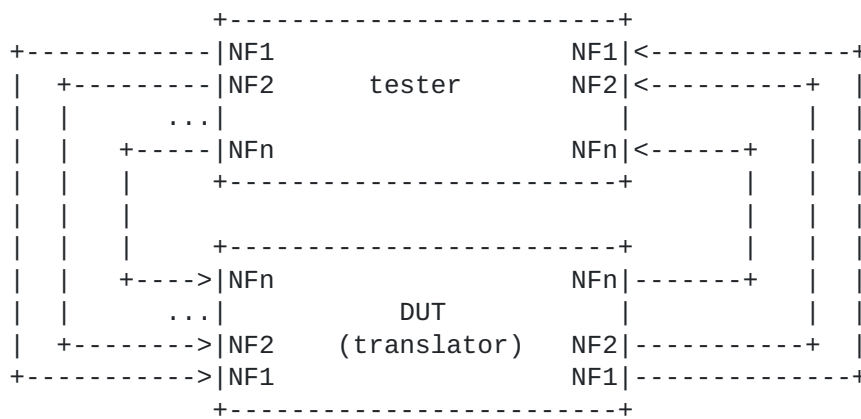 NF1 NF1
NF2 tester NF2
...
NFn NFn
NFn NFn
... DUT
NF2 (translator) NF2
NF1 NF1